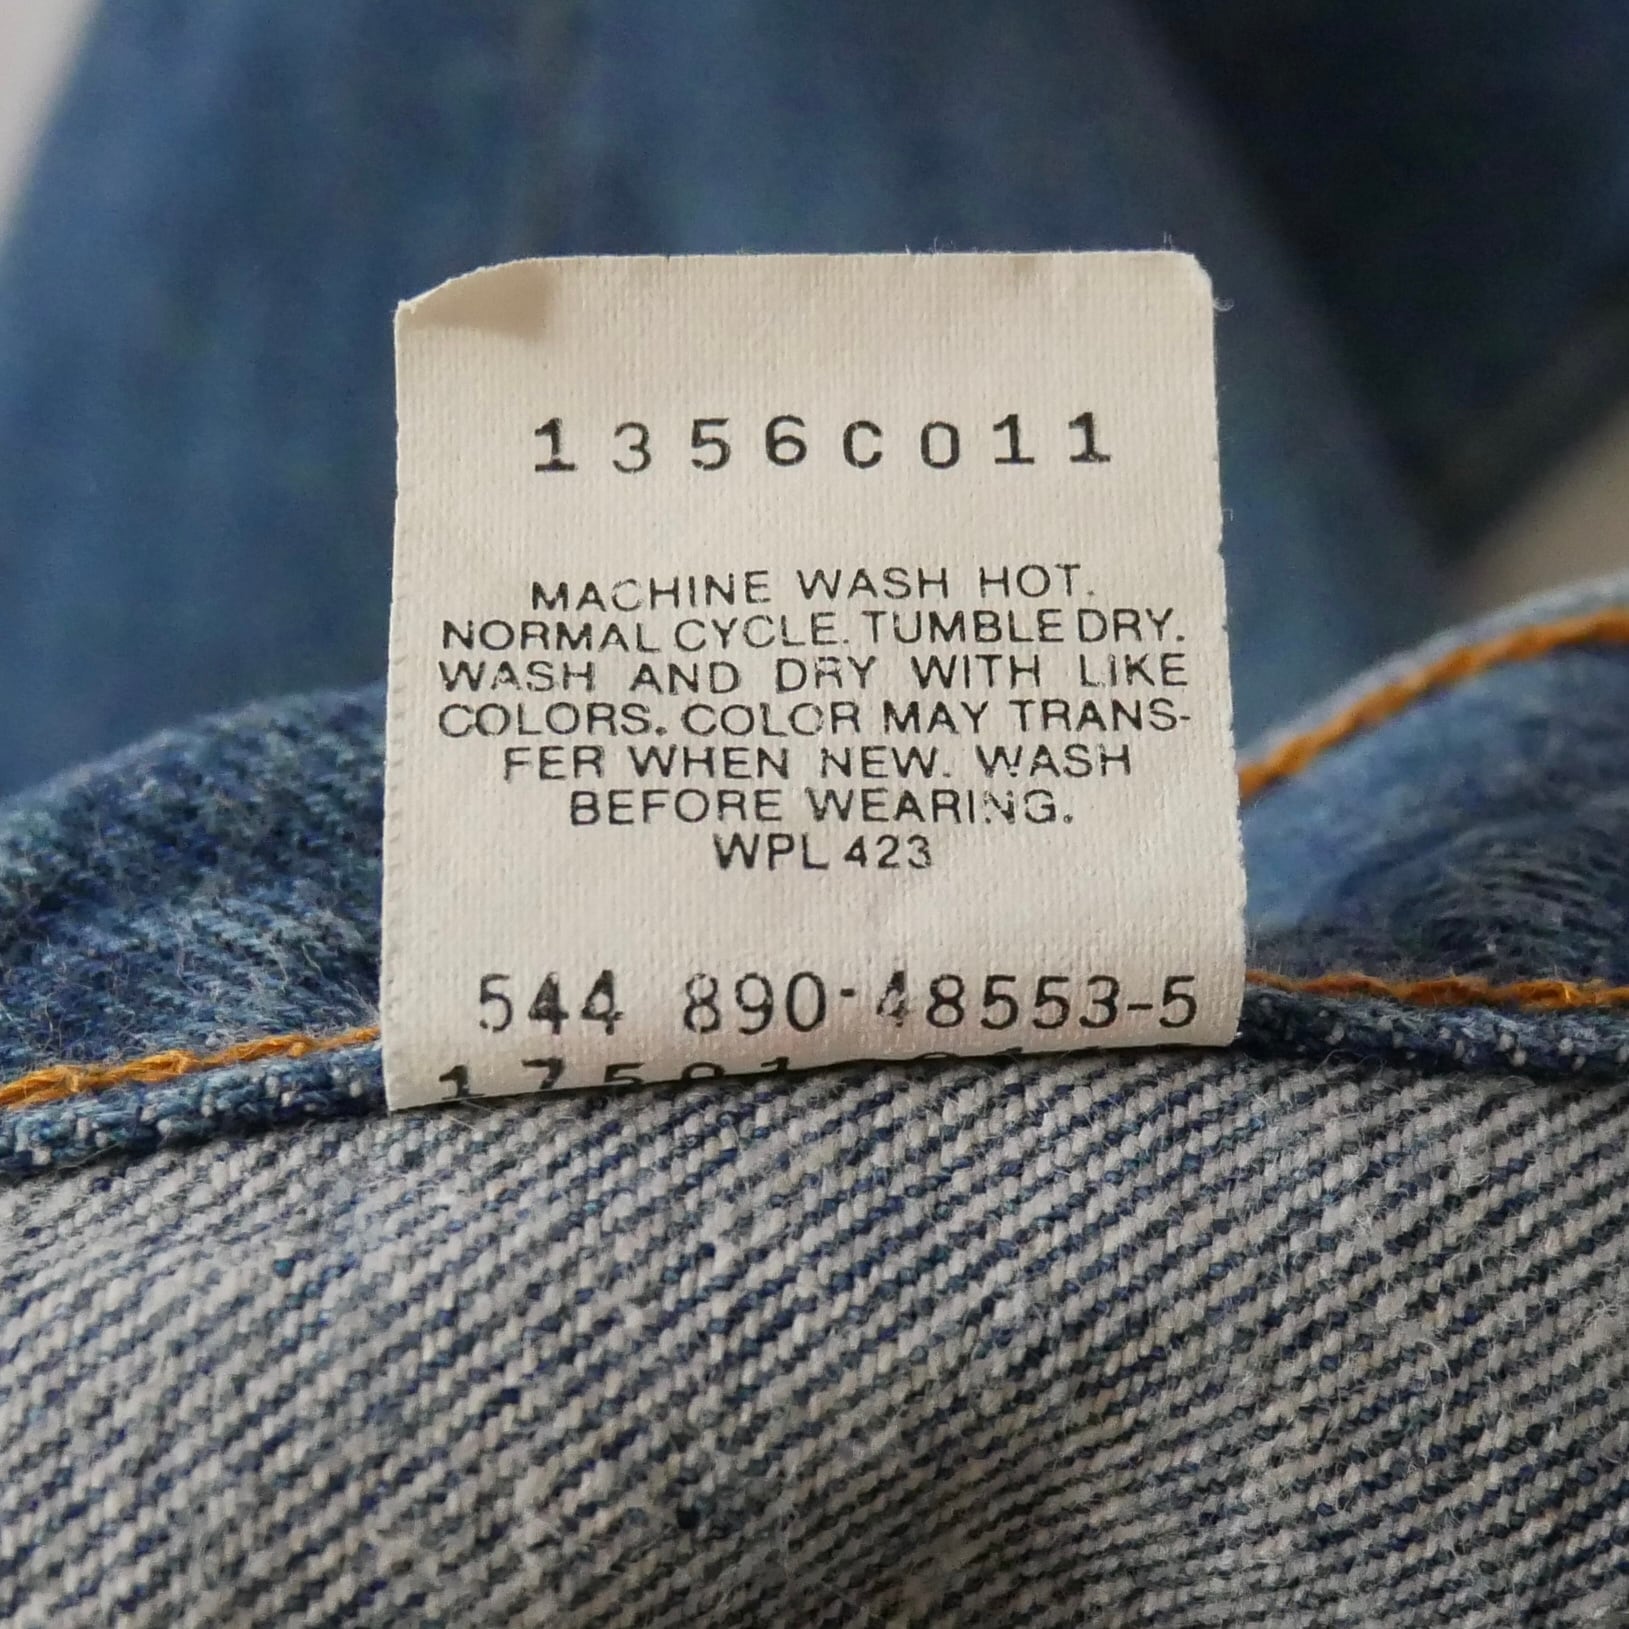 1356C011
MACHINE WASH HOT.
NORMAL CYCLE. TUMBLE DRY.
WASH AND DRY WITH LIKE
COLORS. COLOR MAY TRANS-
FER WHEN NEW. WASH
BEFORE WEARING.
WPL 423
544 890-48553-5